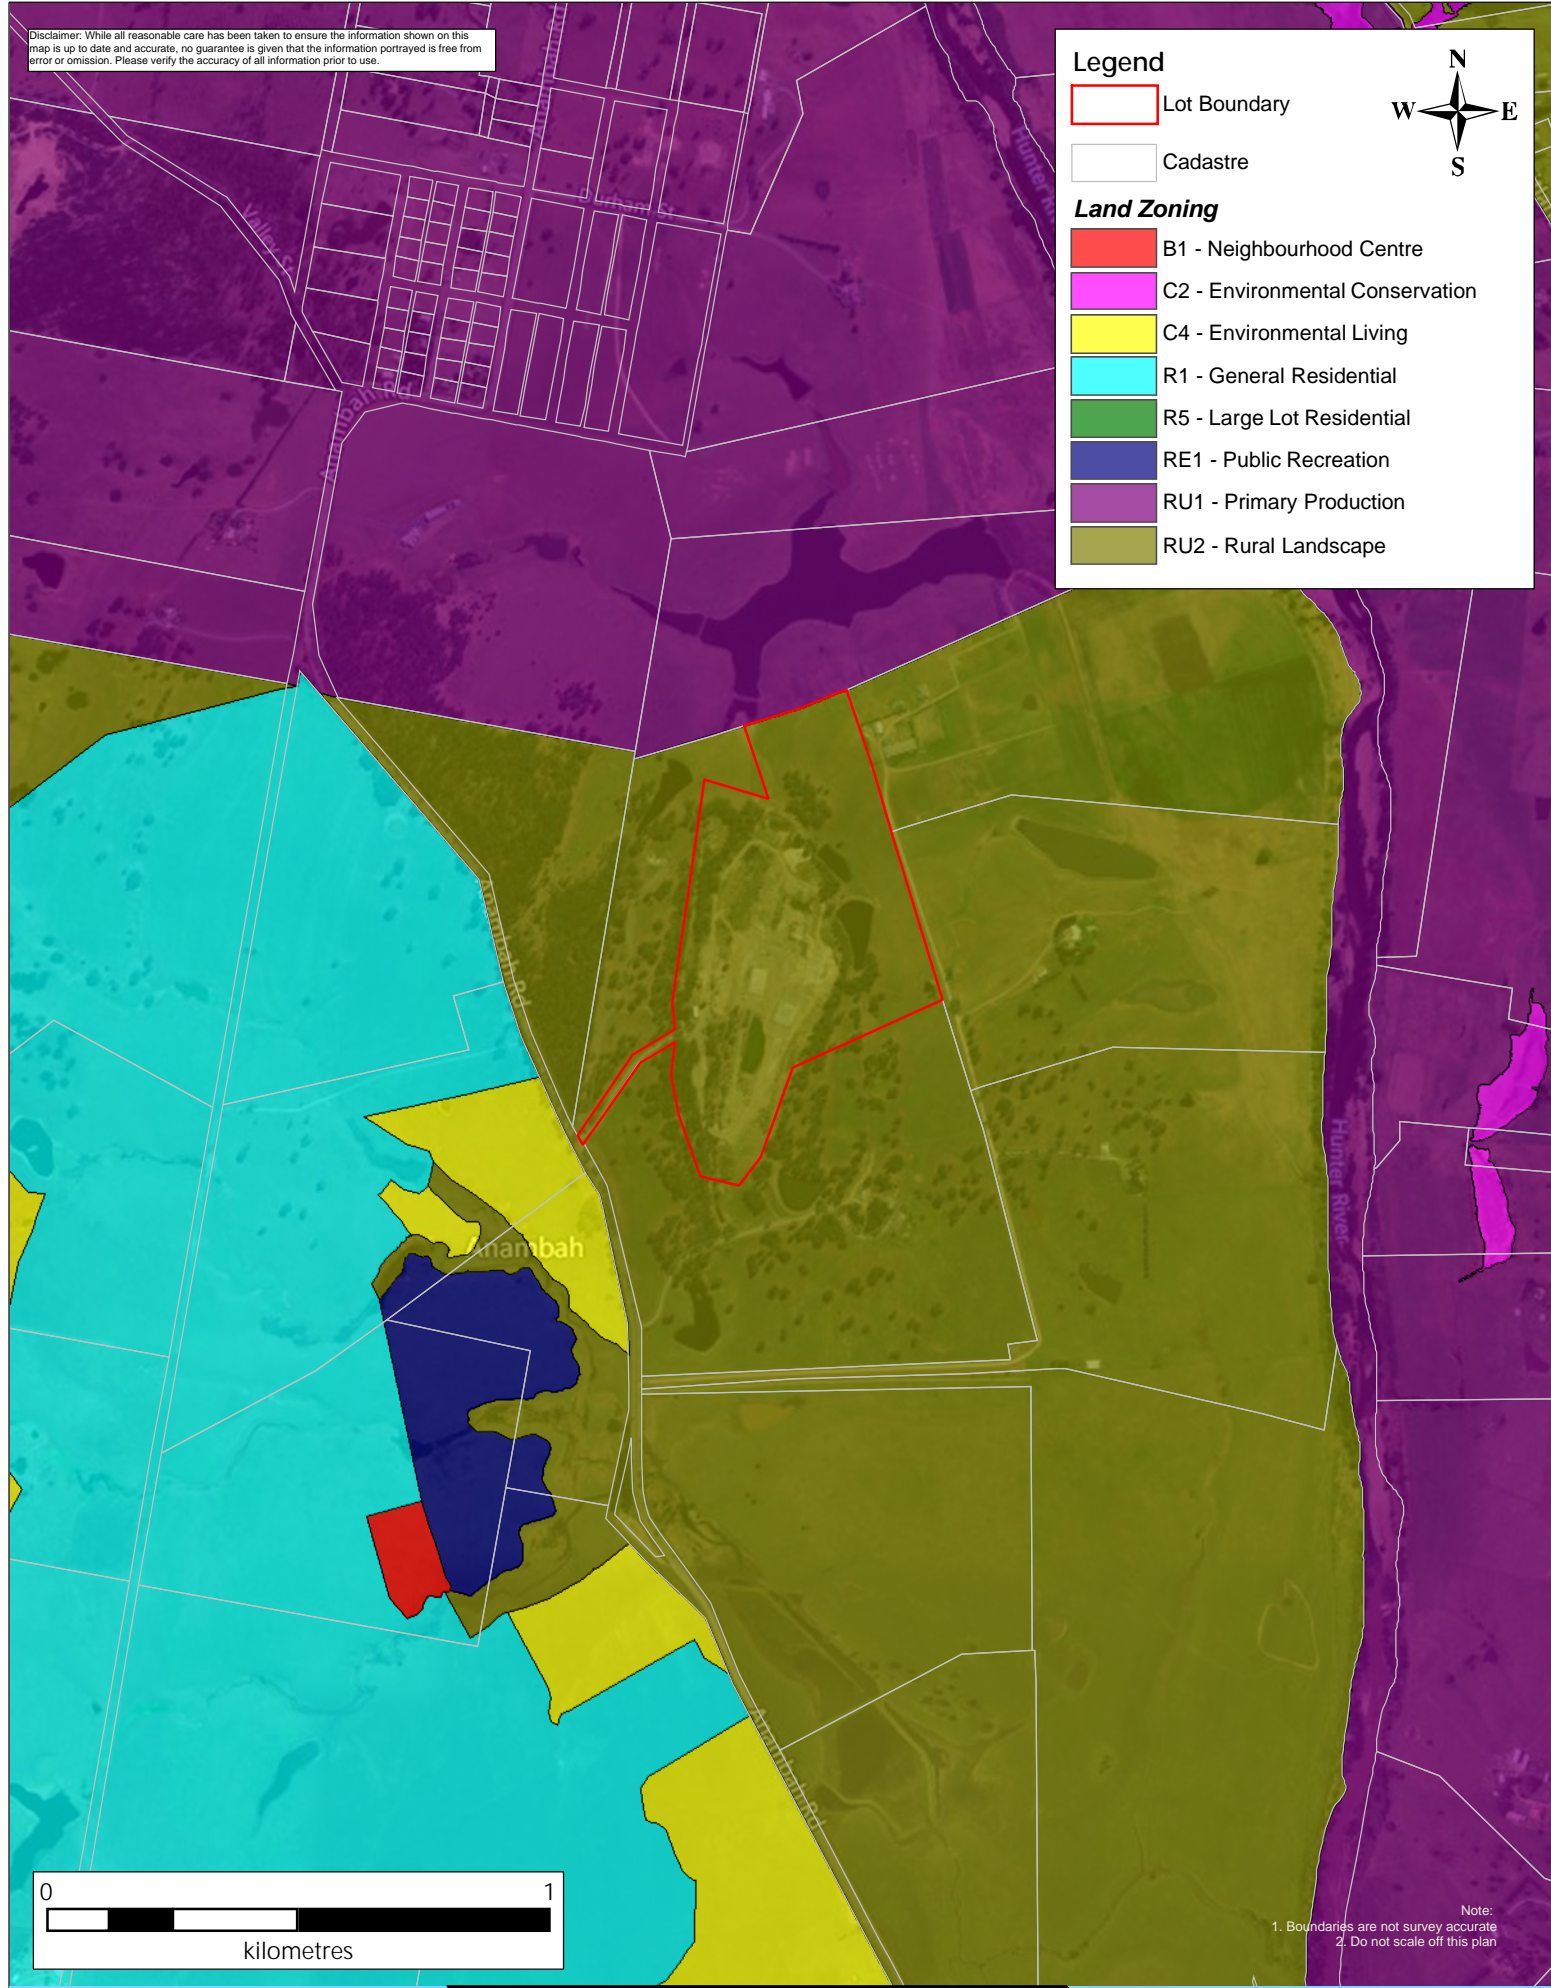 Disclaimer: While all reasonable care has been taken to ensure the information shown on this
map is up to date and accurate, no guarantee is given that the information portrayed is free from
error or omission. Please verify the accuracy of all information prior to use.
Legend
Lot Boundary
Cadastre
N
W
E
S
Land Zoning
B1 - Neighbourhood Centre
C2 - Environmental Conservation
C4 - Environmental Living
R1 - General Residential
R5 - Large Lot Residential
RE1 - Public Recreation
RU1 - Primary Production
RU2 - Rural Landscape
Durham St
Anambah Rd
Anambah Rd
Hunter River
Anambah
Anambah Rd
0 1
kilometres
Note:
1. Boundaries are not survey accurate
2. Do not scale off this plan